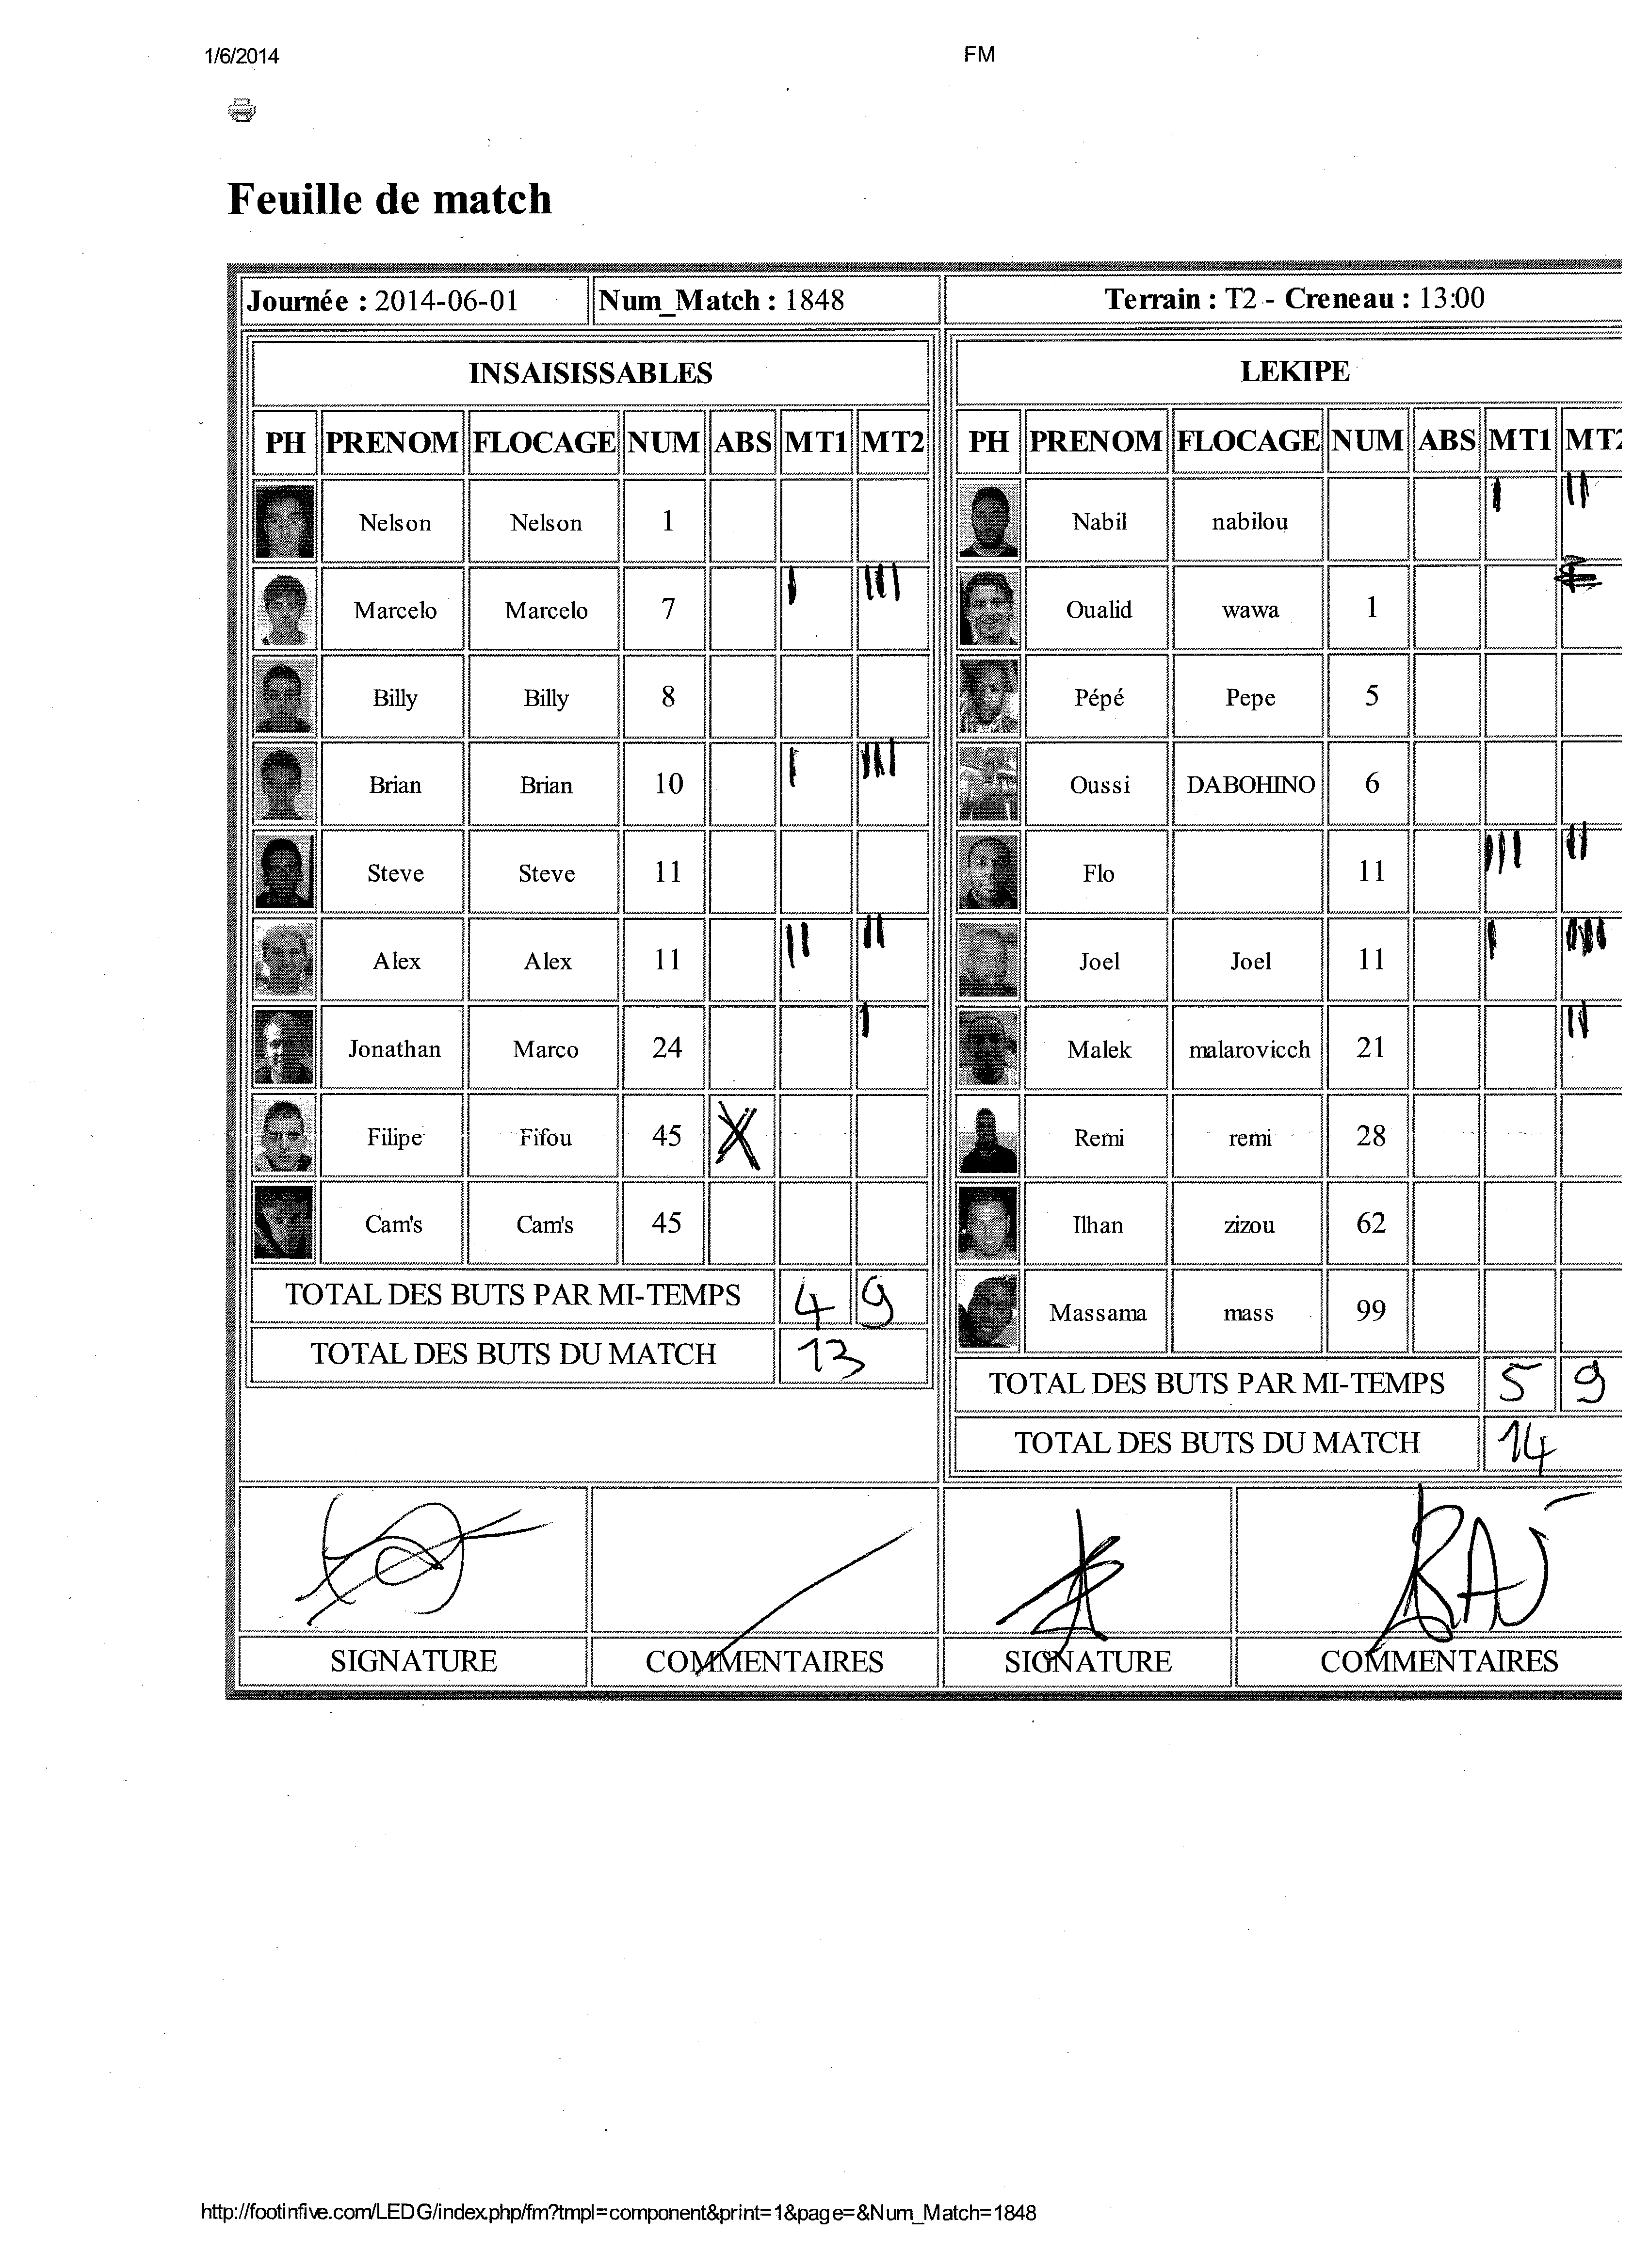 1/6/2014 FM
Feuille de match
Journée : 2014-06-01 Num_Match : 1848 Terrain : T2 - Creneau : 13:00
INSAISISSABLES
PH PRENOM FLOCAGE NUM ABS MT1 MT2
Nelson Nelson 1
Marcelo Marcelo 7 I III
Billy Billy 8
Brian Brian 10 I III
Steve Steve 11
Alex Alex 11 II II
Jonathan Marco 24 I
Filipe Fifou 45 X
Cam's Cam's 45
TOTAL DES BUTS PAR MI-TEMPS 4 9
TOTAL DES BUTS DU MATCH 13
LEKIPE
PH PRENOM FLOCAGE NUM ABS MT1 MT2
Nabil nabilou I II
Oualid wawa 1
Pépé Pepe 5
Oussi DABOHINO 6
Flo 11 III II
Joel Joel 11 I
Malek malarovicch 21 II
Remi remi 28
Ilhan zizou 62
Massama mass 99
TOTAL DES BUTS PAR MI-TEMPS 5 9
TOTAL DES BUTS DU MATCH 14
RAS
SIGNATURE COMMENTAIRES SIGNATURE COMMENTAIRES
http://footinfive.com/LEDG/index.php/fm?tmpl=component&print=1&page=&Num_Match=1848